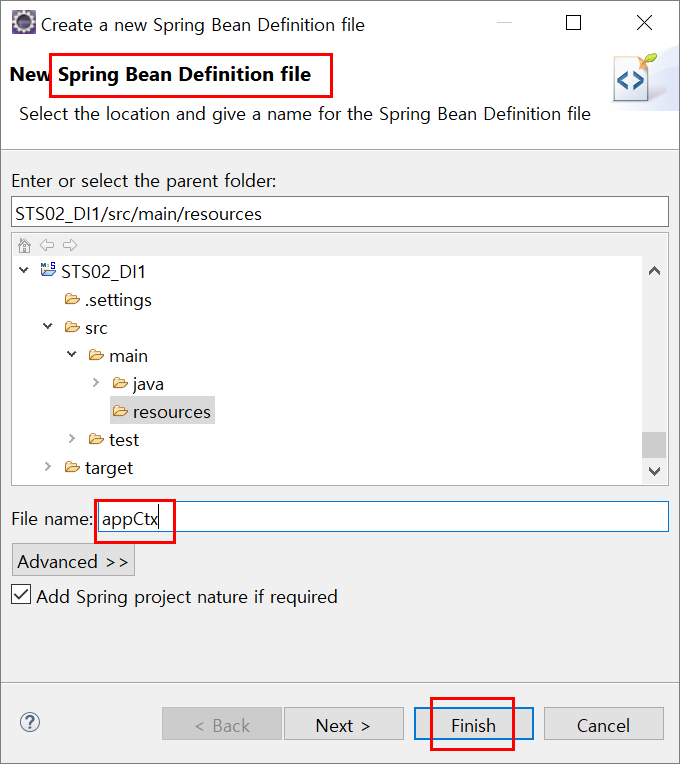 Create a new Spring Bean Definition file
New Spring Bean Definition file
Select the location and give a name for the Spring Bean Definition file
Enter or select the parent folder:
STS02_DI1/src/main/resources
STS02_DI1
.settings
src
main
java
resources
test
target
File name: appCtx
Advanced >>
Add Spring project nature if required
? < Back Next > Finish Cancel